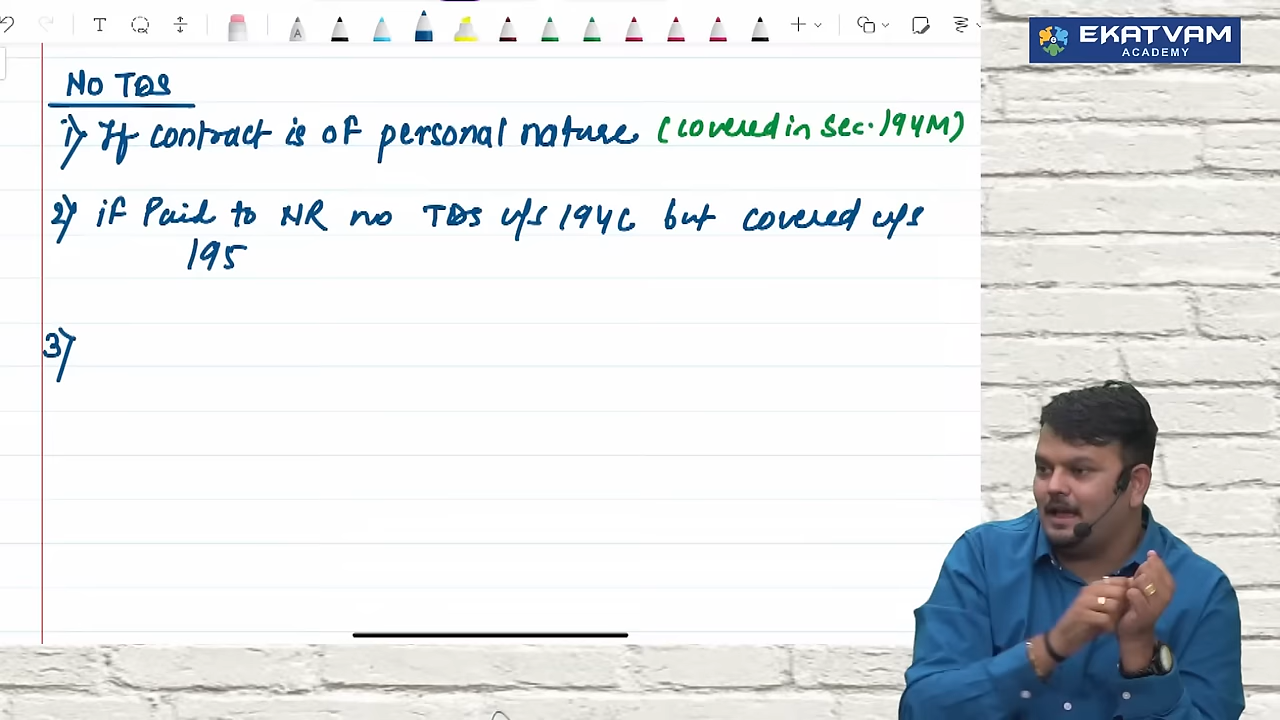 EKATVAM
ACADEMY
No TDS
1) If contract is of personal nature (covered in sec. 194M)
2) if Paid to NR no TDS u/s 194C but covered u/s
195
3)